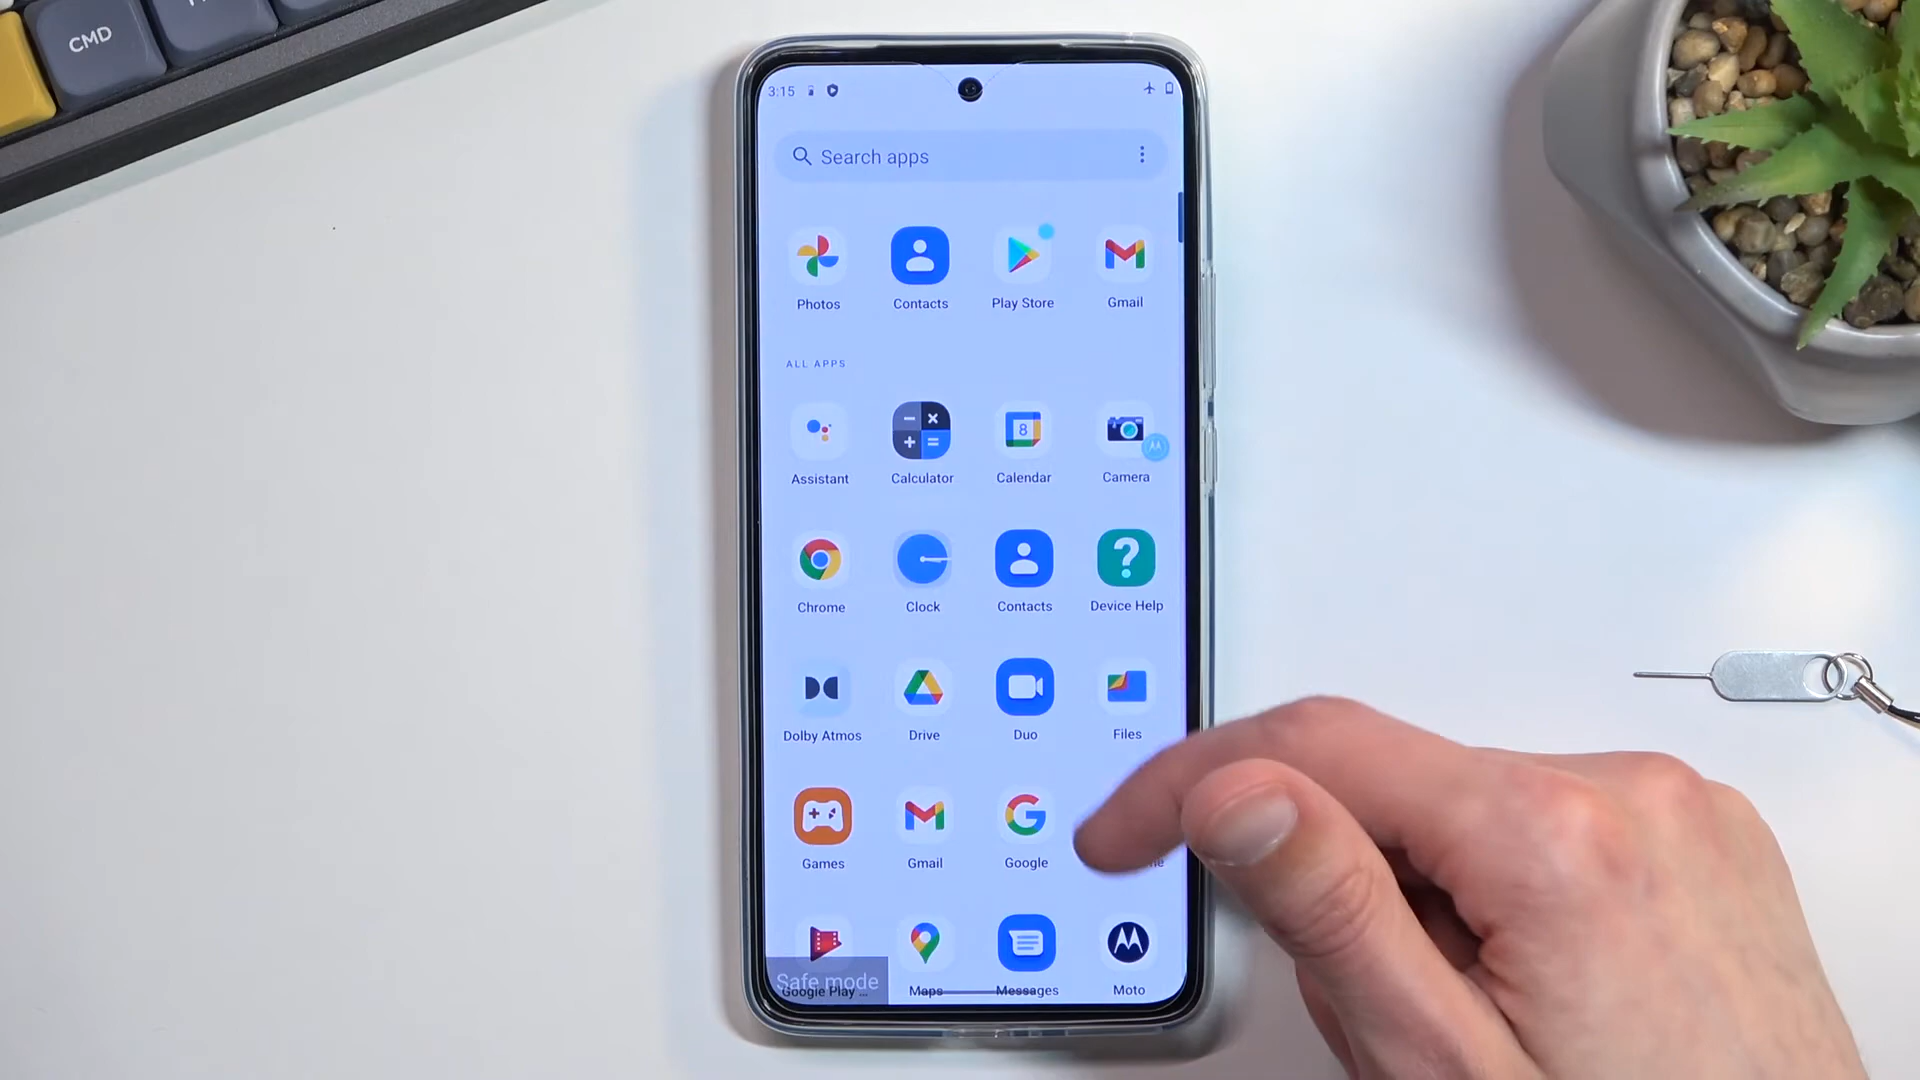 CMD
3:15
Search apps
Photos Contacts Play Store Gmail
ALL APPS
8
Assistant Calculator Calendar Camera
Chrome Clock Contacts Device Help
Dolby Atmos Drive Duo Files
Games Gmail Google
Safe mode
Google Play ... Maps Messages Moto